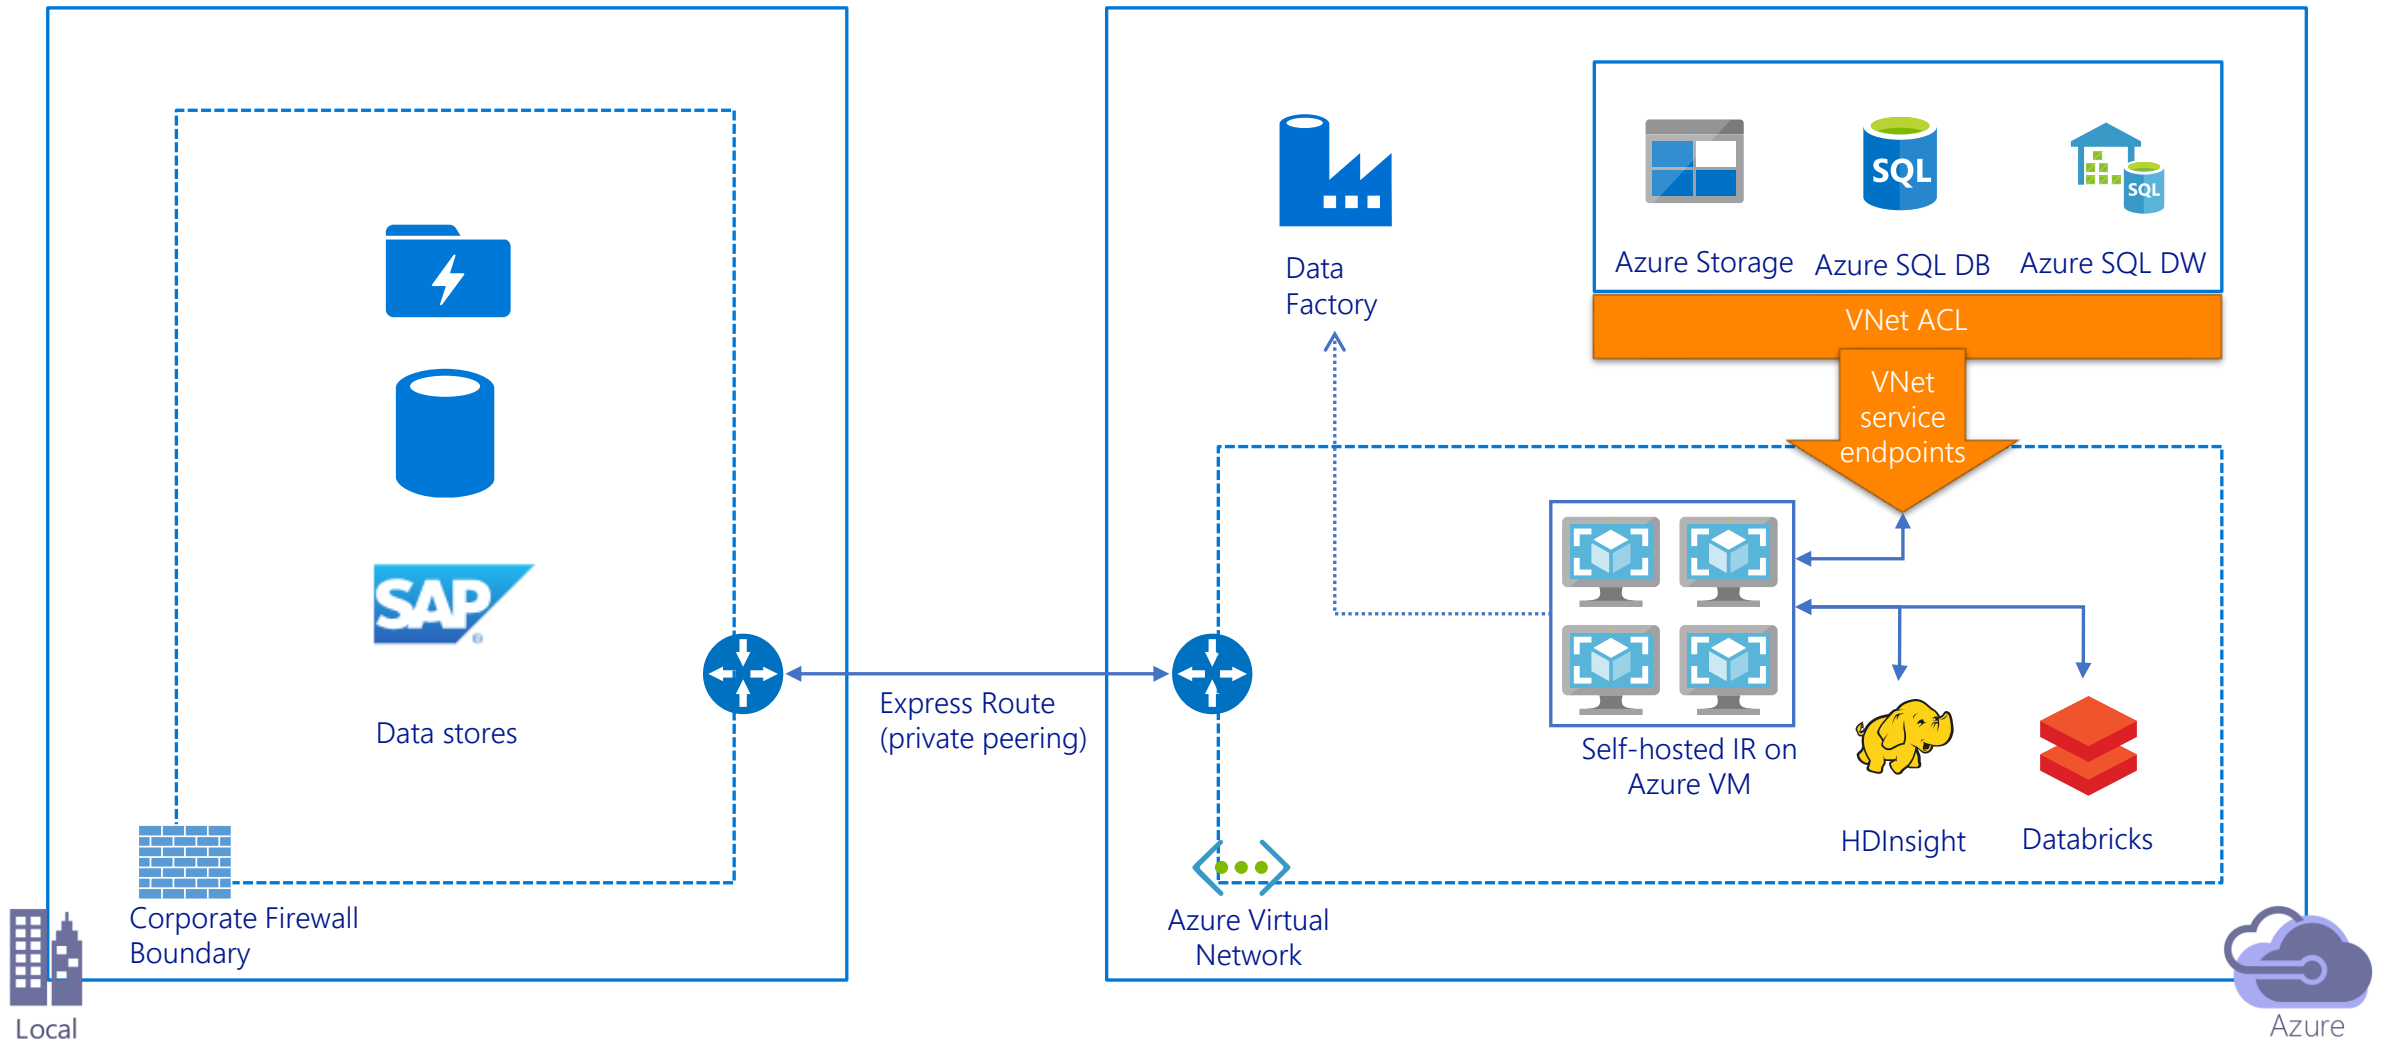 SAP
Data stores
Corporate Firewall
Boundary
Local
Express Route
(private peering)
Data
Factory
SQL
SQL
Azure Storage
Azure SQL DB
Azure SQL DW
VNet ACL
VNet
service
endpoints
Self-hosted IR on
Azure VM
HDInsight
Databricks
Azure Virtual
Network
Azure